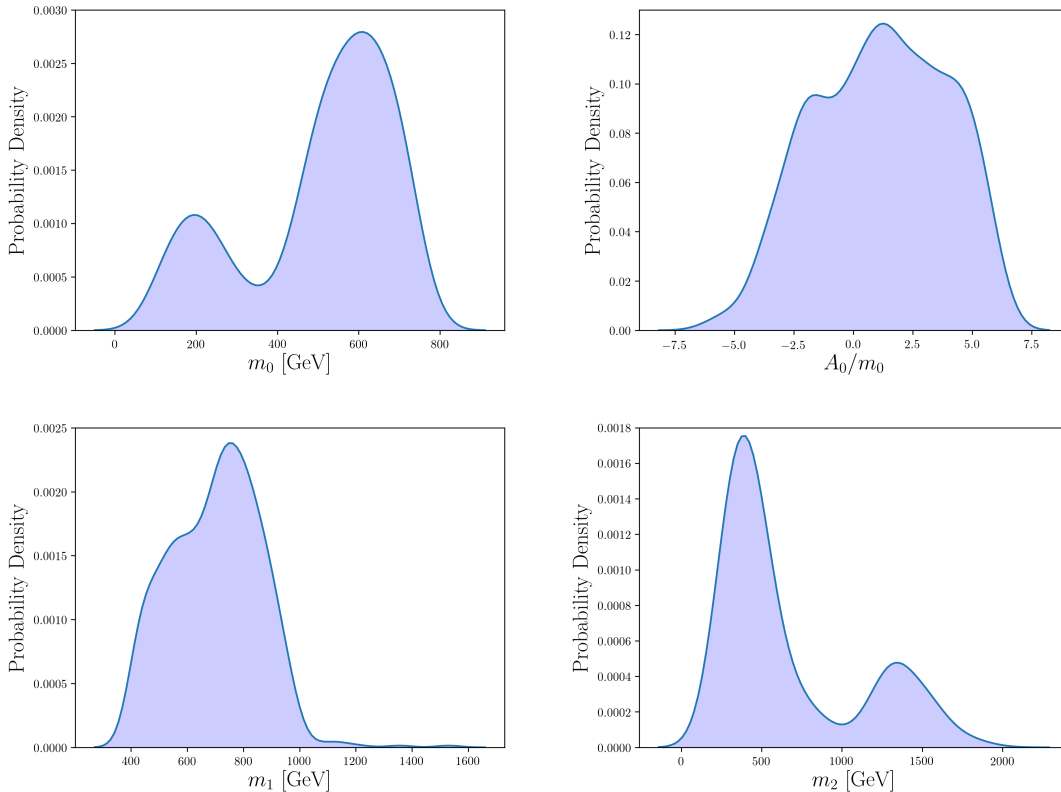 0.0030
0.0025
0.0020
0.0015
0.0010
0.0005
0.0000
Probability Density
0 200 400 600 800
m₀ [GeV]
0.12
0.10
0.08
0.06
0.04
0.02
0.00
Probability Density
−7.5 −5.0 −2.5 0.0 2.5 5.0 7.5
A₀/m₀
0.0025
0.0020
0.0015
0.0010
0.0005
0.0000
Probability Density
400 600 800 1000 1200 1400 1600
m₁ [GeV]
0.0018
0.0016
0.0014
0.0012
0.0010
0.0008
0.0006
0.0004
0.0002
0.0000
Probability Density
0 500 1000 1500 2000
m₂ [GeV]